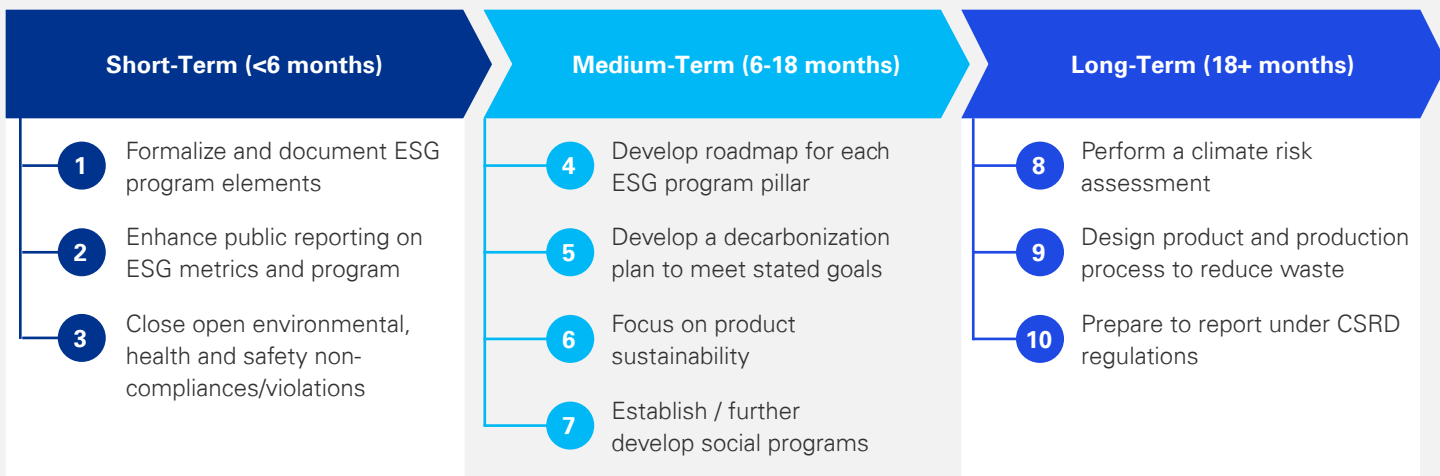 Short-Term (<6 months)
1
Formalize and document ESG
program elements
2
Enhance public reporting on
ESG metrics and program
3
Close open environmental,
health and safety non-
compliances/violations
Medium-Term (6-18 months)
4
Develop roadmap for each
ESG program pillar
5
Develop a decarbonization
plan to meet stated goals
6
Focus on product
sustainability
7
Establish / further
develop social programs
Long-Term (18+ months)
8
Perform a climate risk
assessment
9
Design product and production
process to reduce waste
10
Prepare to report under CSRD
regulations